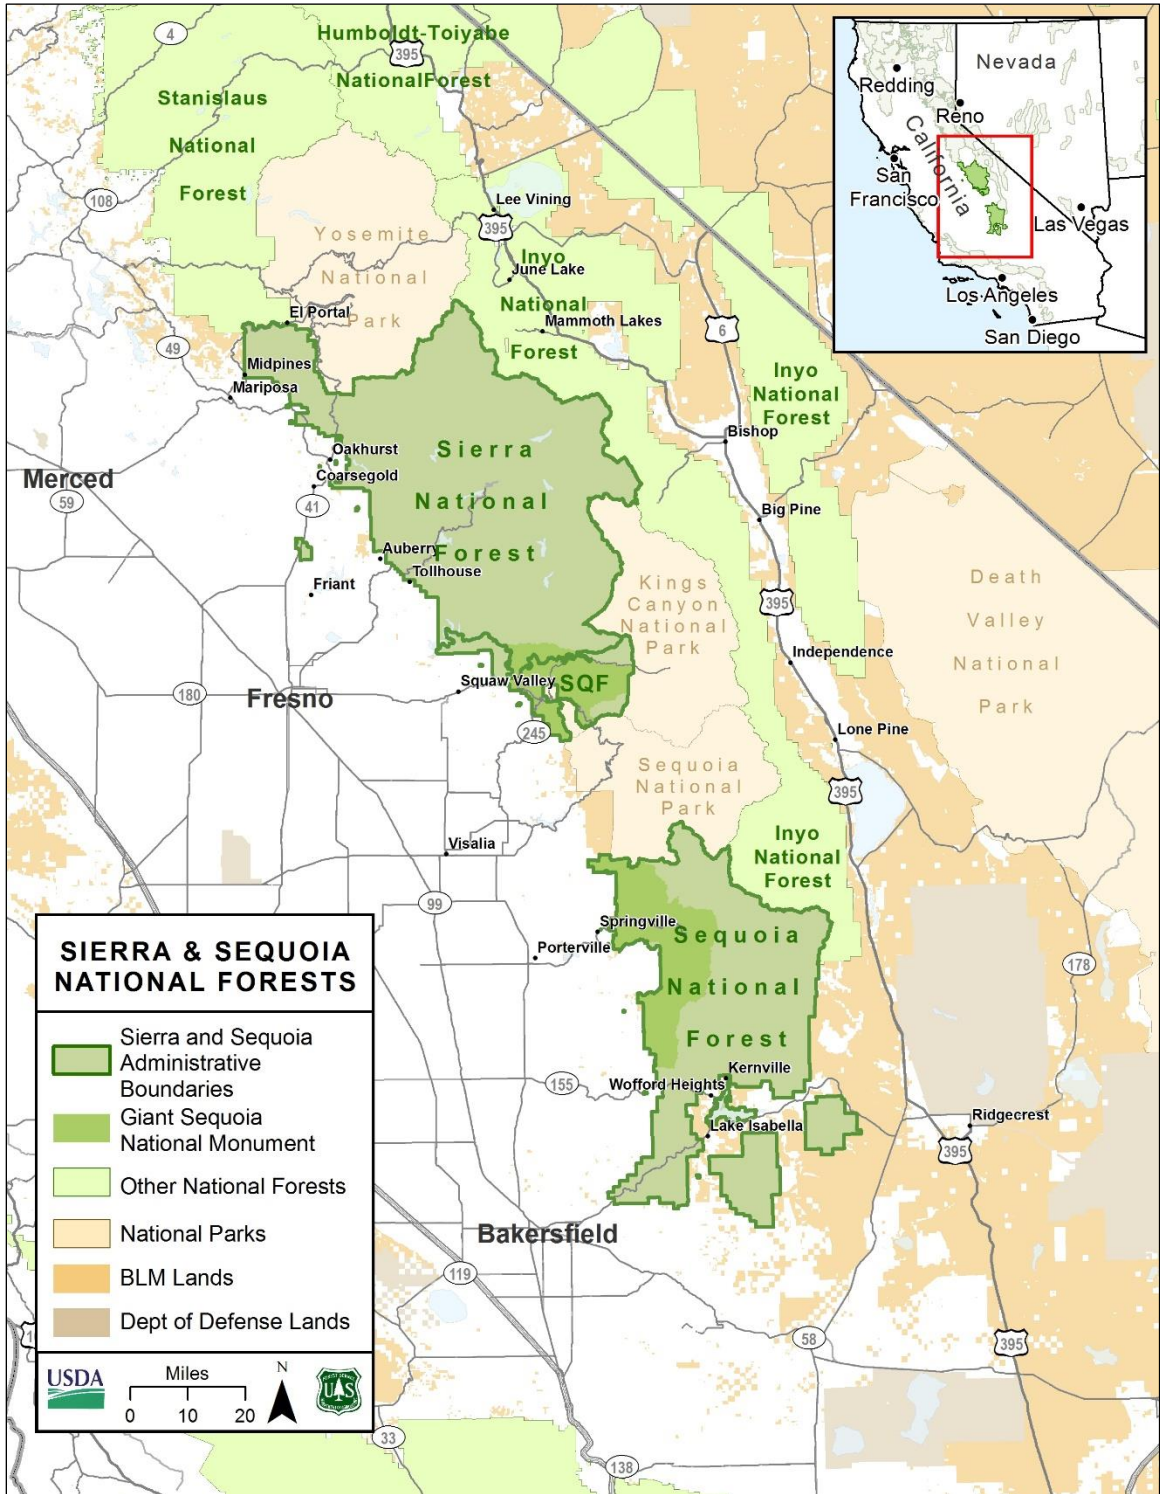 Humboldt-Toiyabe
National Forest
4
395
Stanislaus
National
Forest
Nevada
Redding
Reno
California
San
Francisco
Las Vegas
Los Angeles
San Diego
108
Lee Vining
395
Yosemite
National
Park
Inyo
National
Forest
June Lake
El Portal
Mammoth Lakes
6
49
Midpines
Mariposa
Inyo
National
Forest
Bishop
Sierra
National
Forest
Oakhurst
Coarsegold
Merced
59
41
Big Pine
Auberry
Tollhouse
Friant
Kings
Canyon
National
Park
395
Death
Valley
National
Park
Independence
Squaw Valley
SQF
180
Fresno
245
Lone Pine
Sequoia
National
Park
395
Visalia
Inyo
National
Forest
99
Springville
Porterville
Sequoia
National
Forest
178
Kernville
155
Wofford Heights
Lake Isabella
Ridgecrest
395
Bakersfield
119
58
395
33
138
SIERRA & SEQUOIA
NATIONAL FORESTS
Sierra and Sequoia
Administrative
Boundaries
Giant Sequoia
National Monument
Other National Forests
National Parks
BLM Lands
Dept of Defense Lands
USDA
Miles
0 10 20
N
FOREST SERVICE
U S